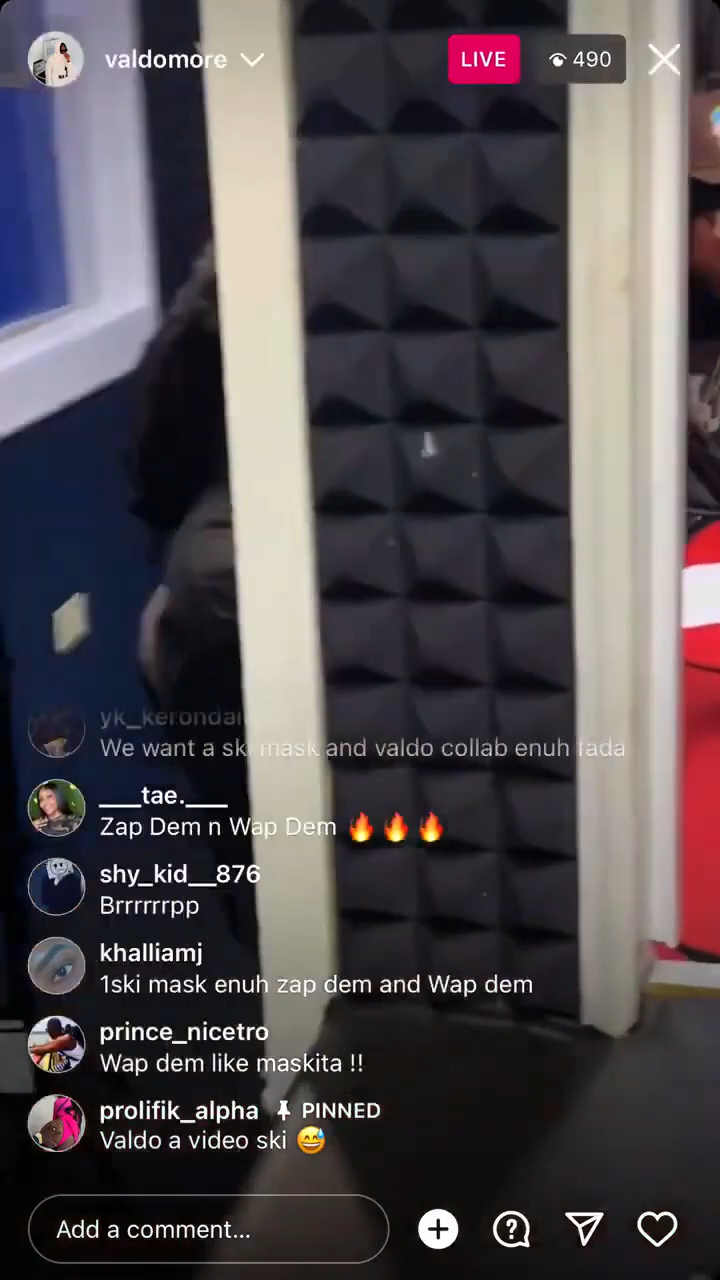 valdomore
LIVE
490
yk_kerondai
We want a ski mask and valdo collab enuh fada
___tae.___
Zap Dem n Wap Dem 🔥🔥🔥
shy_kid__876
Brrrrrrpp
khalliamj
1ski mask enuh zap dem and Wap dem
prince_nicetro
Wap dem like maskita !!
prolifik_alpha PINNED
Valdo a video ski 😅
Add a comment...